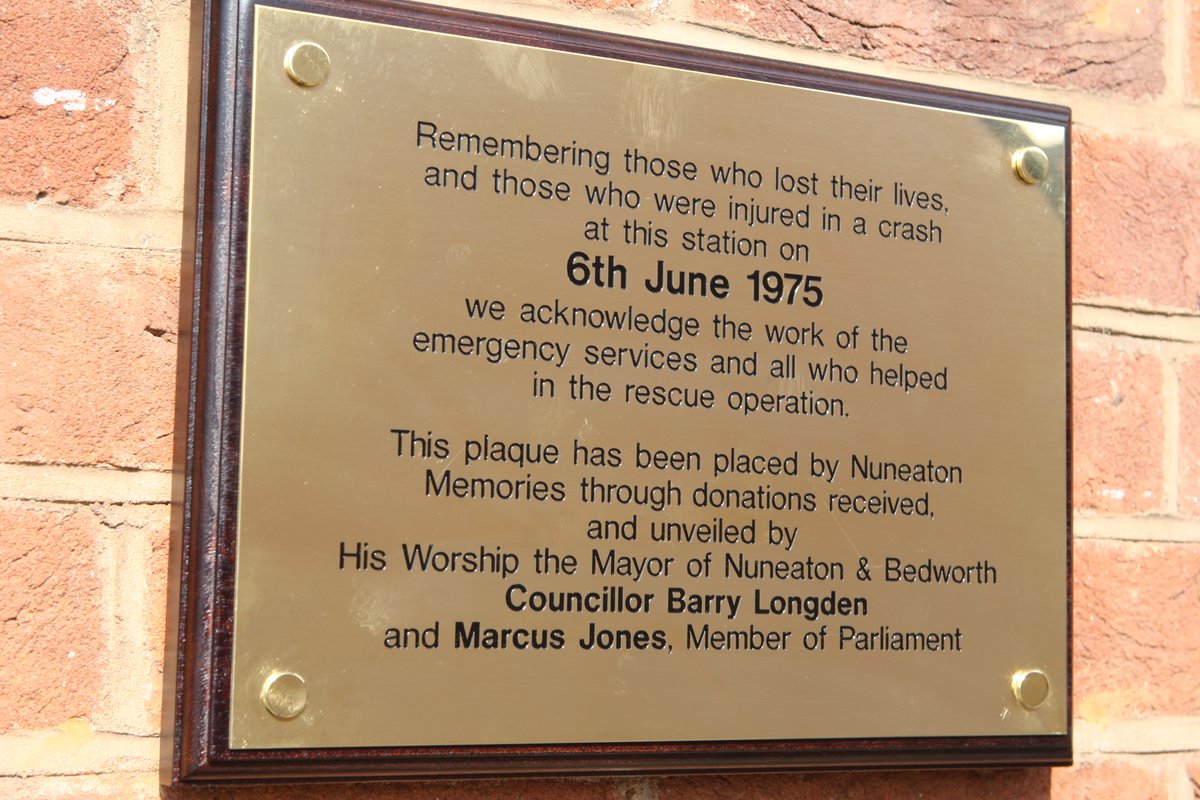 Remembering those who lost their lives,
and those who were injured in a crash
at this station on
6th June 1975
we acknowledge the work of the
emergency services and all who helped
in the rescue operation.
This plaque has been placed by Nuneaton
Memories through donations received,
and unveiled by
His Worship the Mayor of Nuneaton & Bedworth
Councillor Barry Longden
and Marcus Jones, Member of Parliament